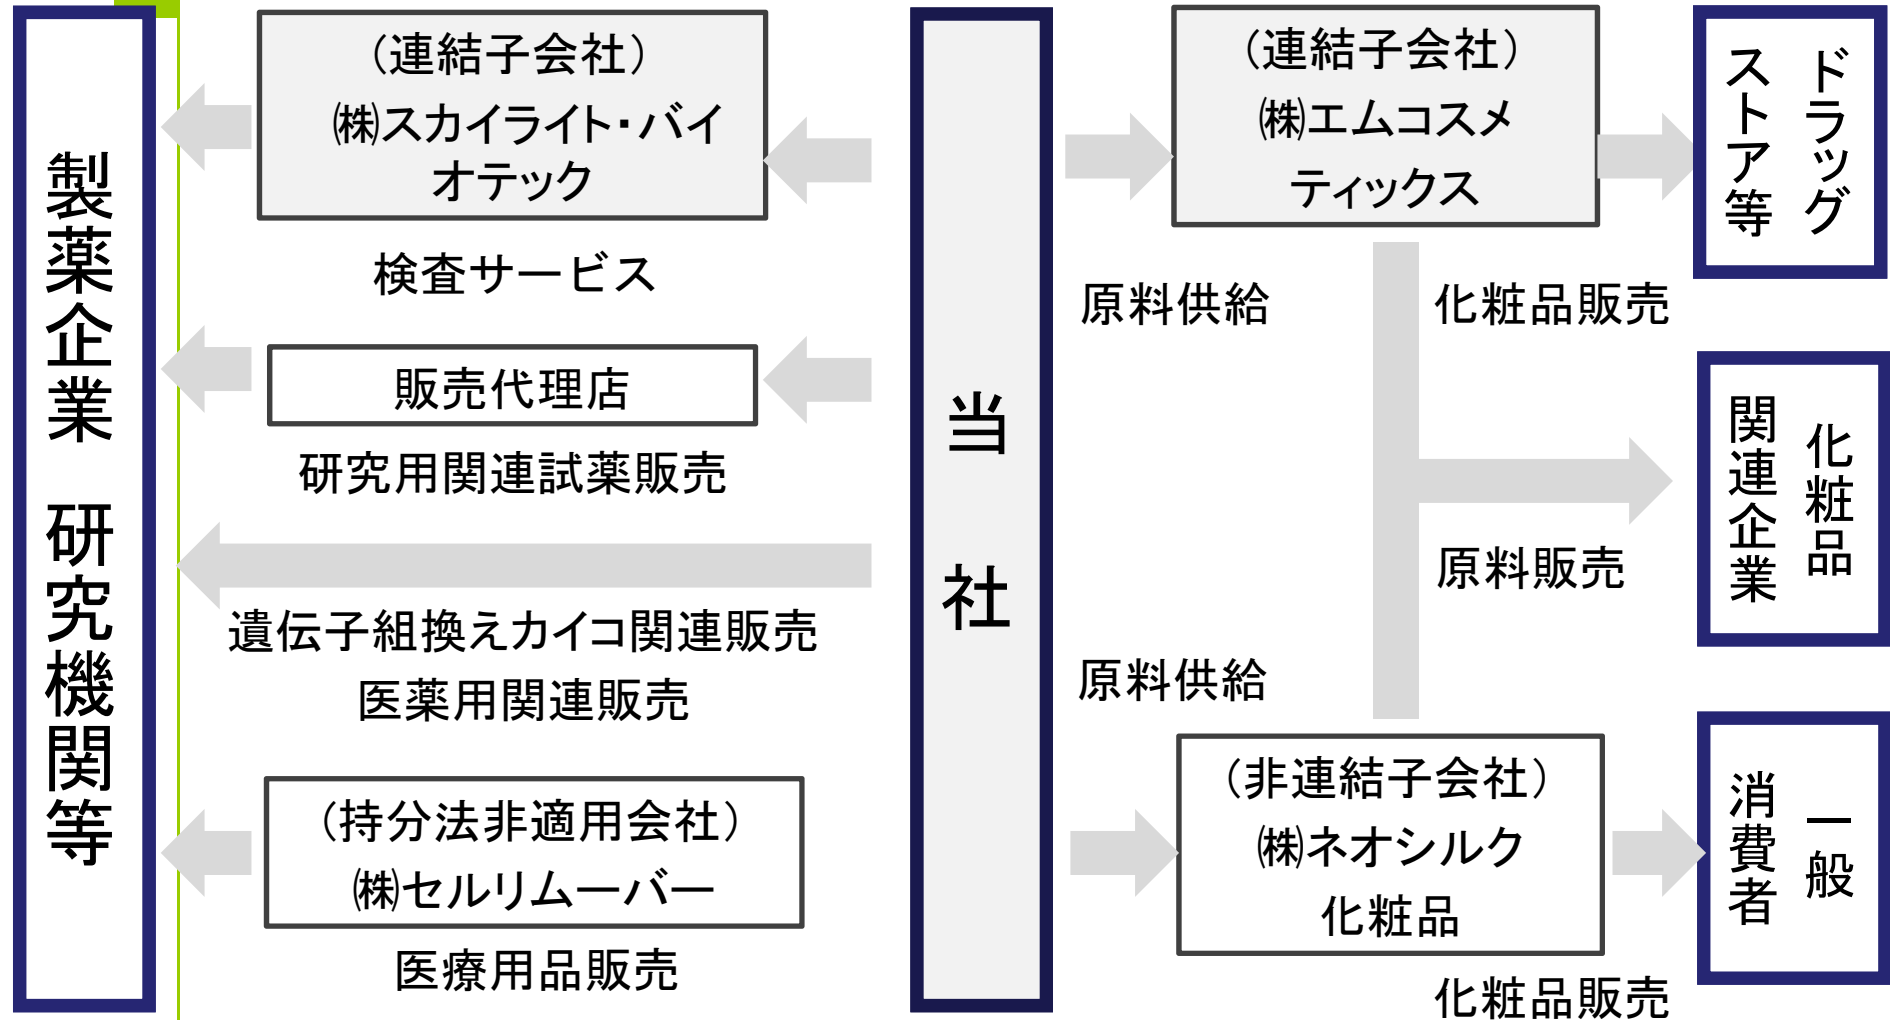 製薬企業　研究機関等
（連結子会社）
㈱スカイライト・バイ
オテック
検査サービス
販売代理店
研究用関連試薬販売
遺伝子組換えカイコ関連販売
医薬用関連販売
（持分法非適用会社）
㈱セルリムーバー
医療用品販売
当　社
（連結子会社）
㈱エムコスメ
ティックス
原料供給
化粧品販売
ドラッグ
ストア等
原料販売
化粧品
関連企業
原料供給
（非連結子会社）
㈱ネオシルク
化粧品
化粧品販売
一般
消費者